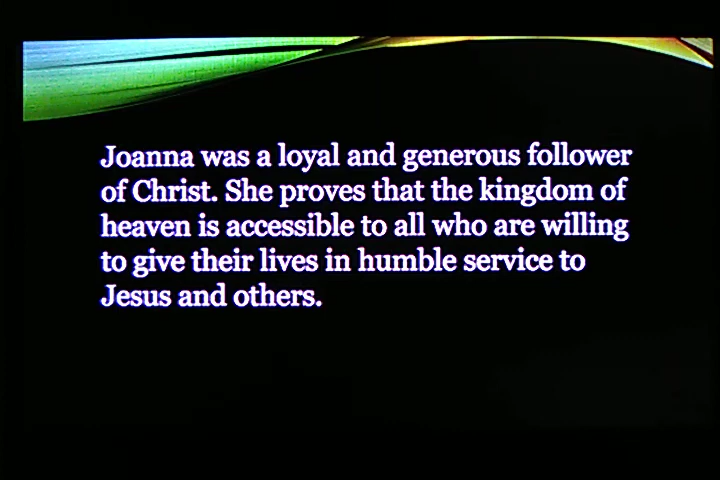 Joanna was a loyal and generous follower
of Christ. She proves that the kingdom of
heaven is accessible to all who are willing
to give their lives in humble service to
Jesus and others.